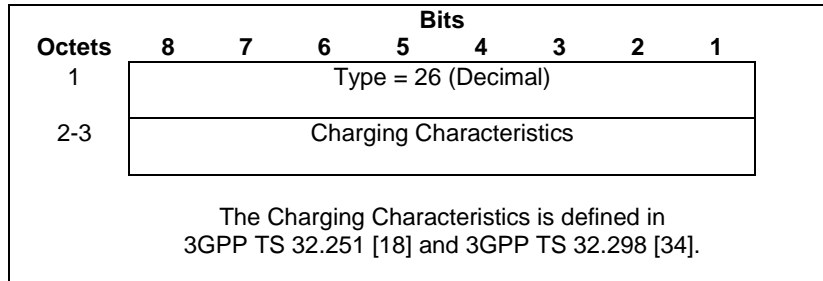 Bits
Octets 8 7 6 5 4 3 2 1
1 Type = 26 (Decimal)
2-3 Charging Characteristics
The Charging Characteristics is defined in
3GPP TS 32.251 [18] and 3GPP TS 32.298 [34].